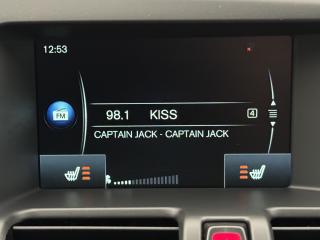 12:53
FM
98.1 KISS 4
CAPTAIN JACK - CAPTAIN JACK